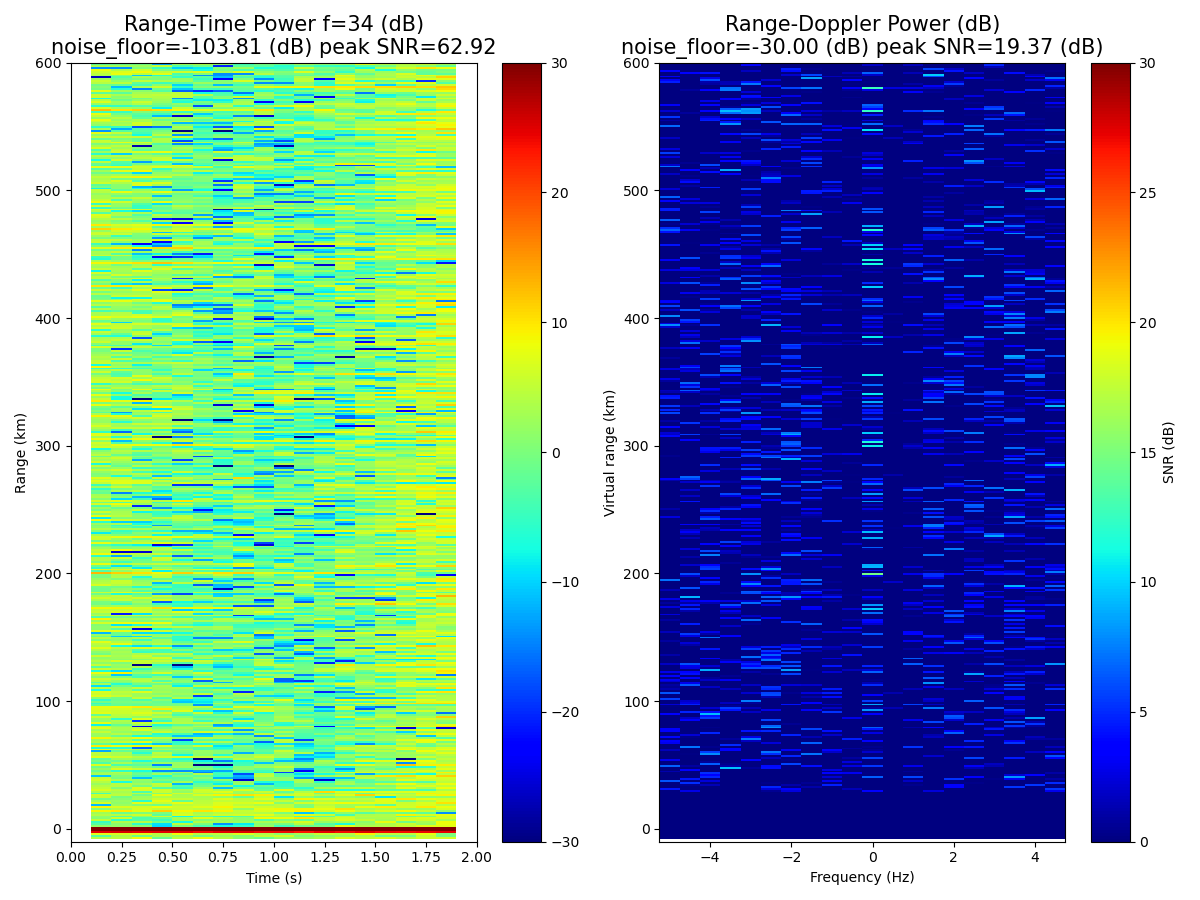 Range-Time Power f=34 (dB)
noise_floor=-103.81 (dB) peak SNR=62.92
600
500
400
300
200
100
0
Range (km)
0.00 0.25 0.50 0.75 1.00 1.25 1.50 1.75 2.00
Time (s)
30
20
10
0
−10
−20
−30
Range-Doppler Power (dB)
noise_floor=-30.00 (dB) peak SNR=19.37 (dB)
600
500
400
300
200
100
0
Virtual range (km)
−4 −2 0 2 4
Frequency (Hz)
30
25
20
15
10
5
0
SNR (dB)